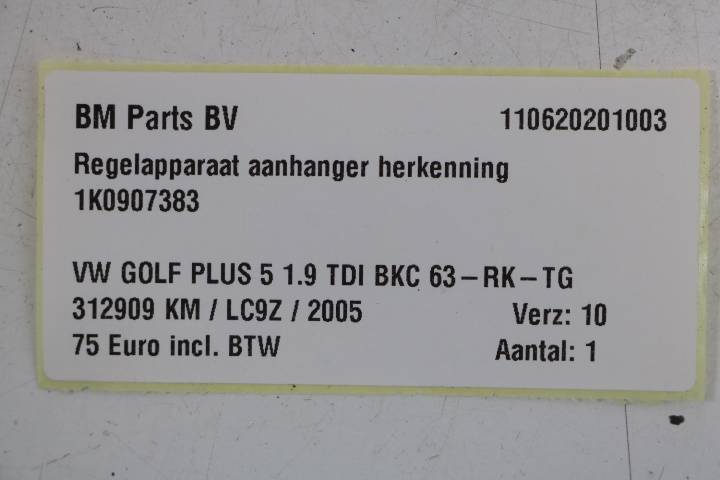 BM Parts BV 110620201003
Regelapparaat aanhanger herkenning
1K0907383
VW GOLF PLUS 5 1.9 TDI BKC 63-RK-TG
312909 KM / LC9Z / 2005 Verz: 10
75 Euro incl. BTW Aantal: 1